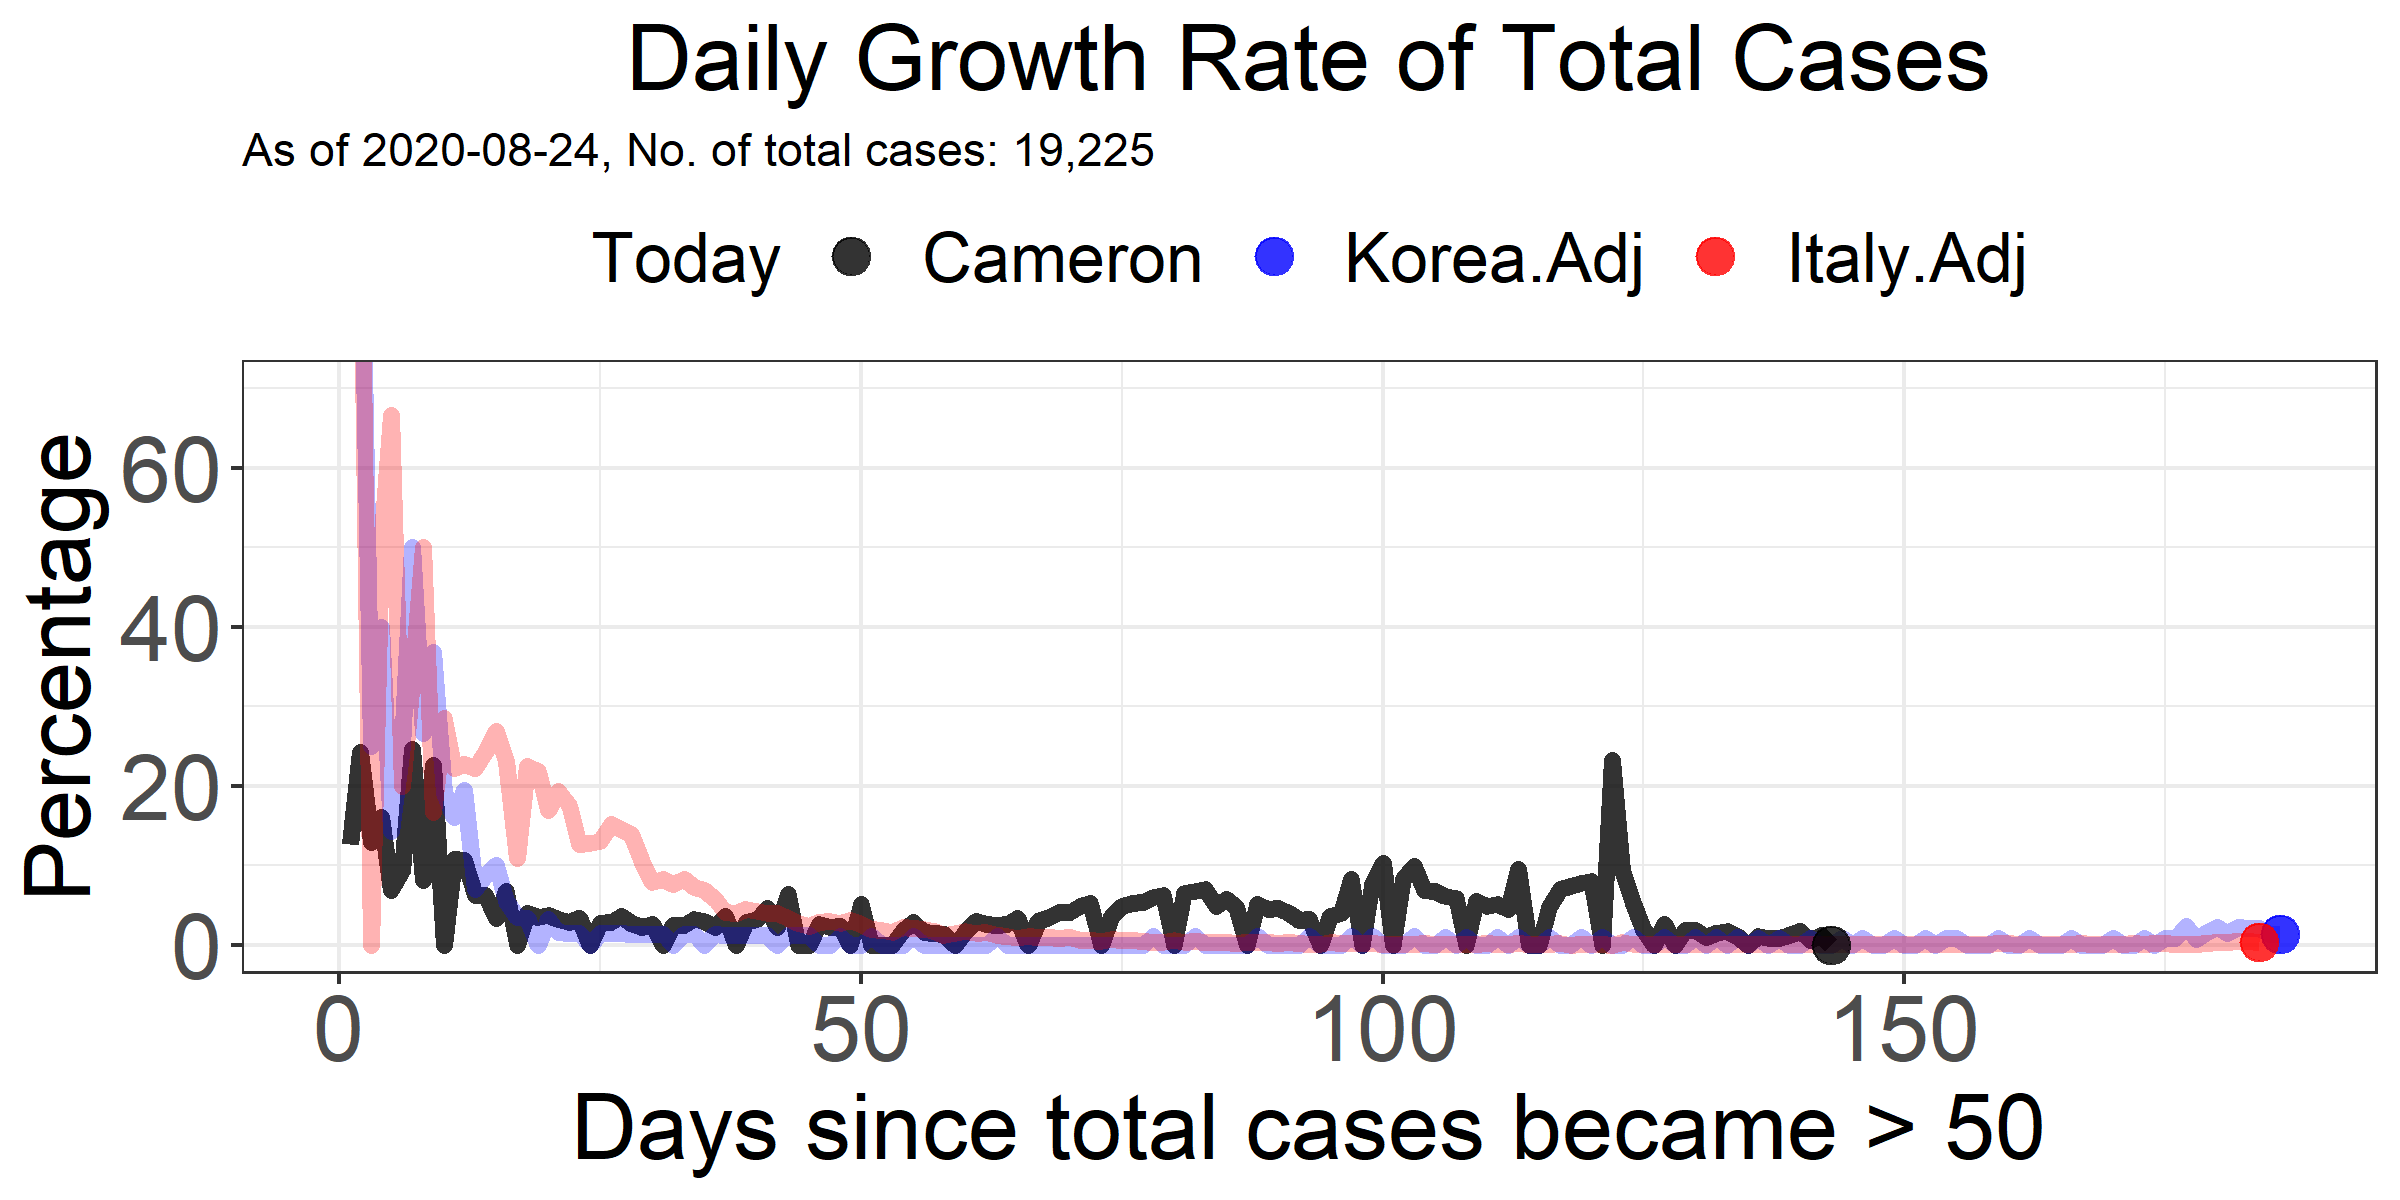 Daily Growth Rate of Total Cases
As of 2020-08-24, No. of total cases: 19,225
Today Cameron Korea.Adj Italy.Adj
Percentage
60
40
20
0
0 50 100 150
Days since total cases became > 50